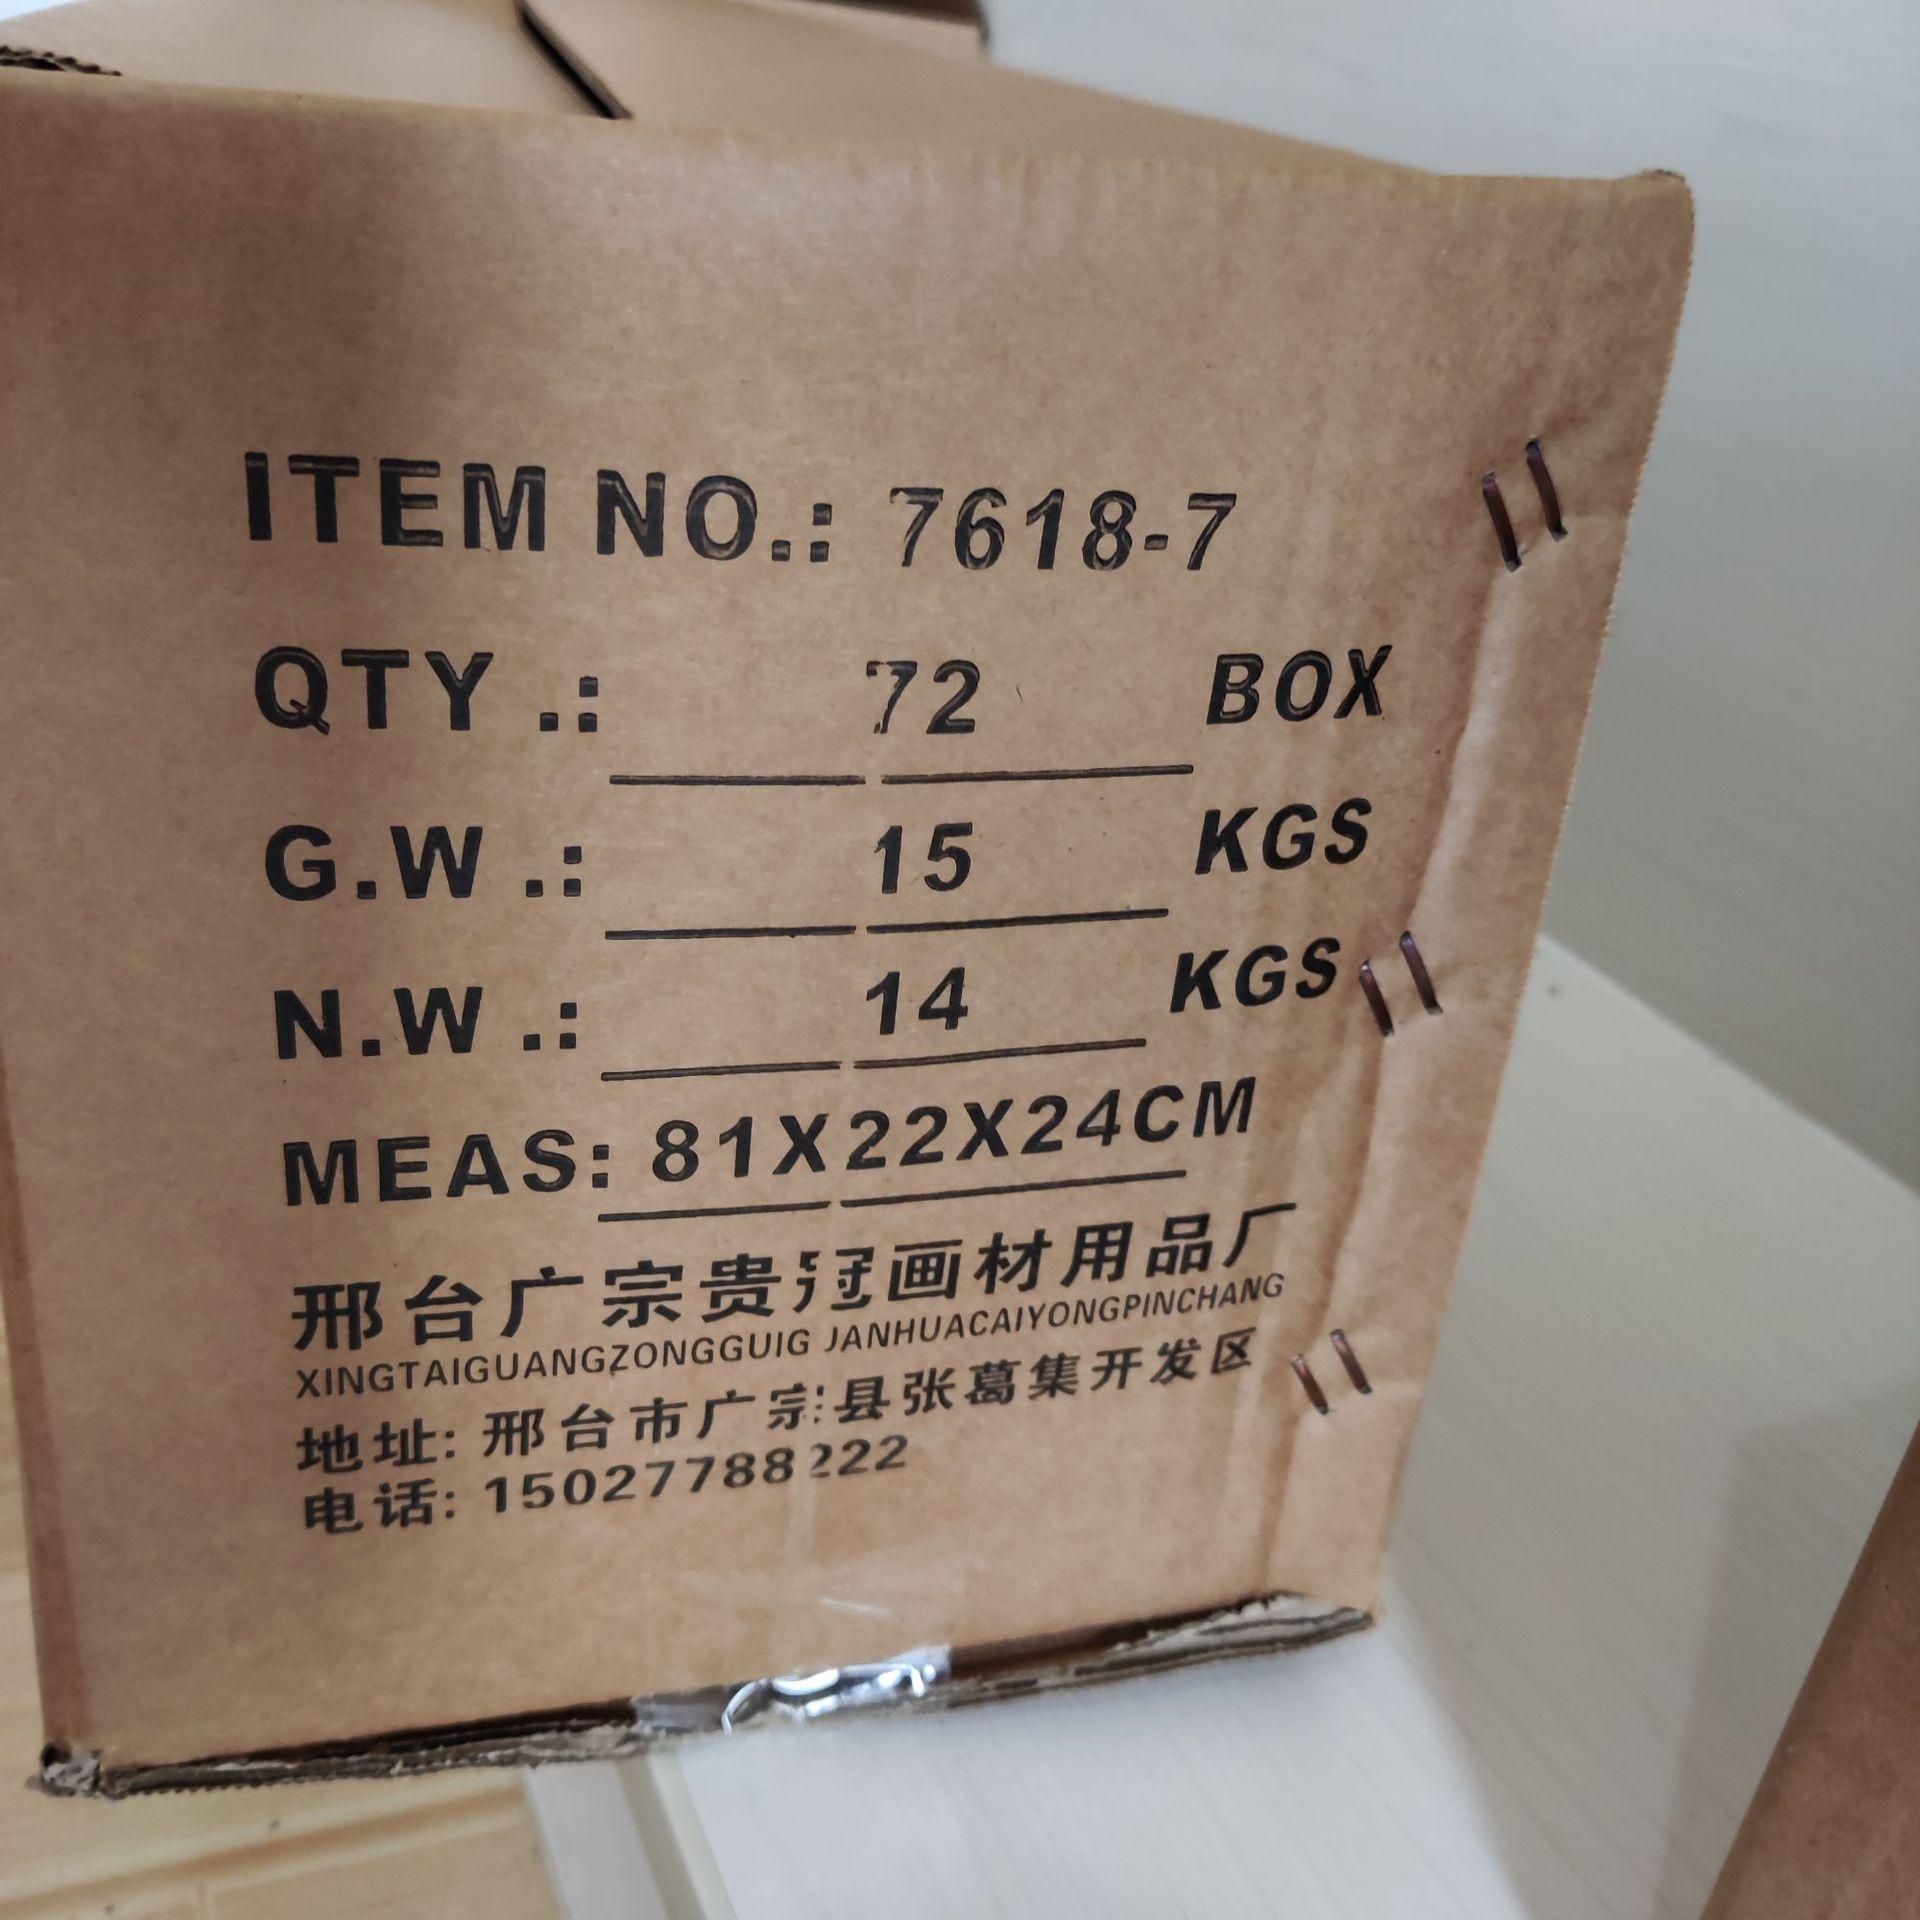 ITEM NO.: 7618-7
QTY .: 72 BOX
G.W .: 15 KGS
N.W .: 14 KGS
MEAS: 81X22X24CM
邢台广宗贵冠画材用品厂
XINGTAIGUANGZONGGUIG JANHUACAIYONGPINCHANG
地址: 邢台市广宗县张葛集开发区
电话: 15027788222